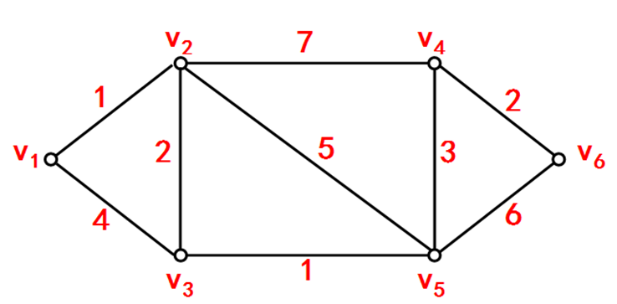 v₂ 7 v₄
1 2
v₁ 2 5 3 v₆
4 6
v₃ 1 v₅